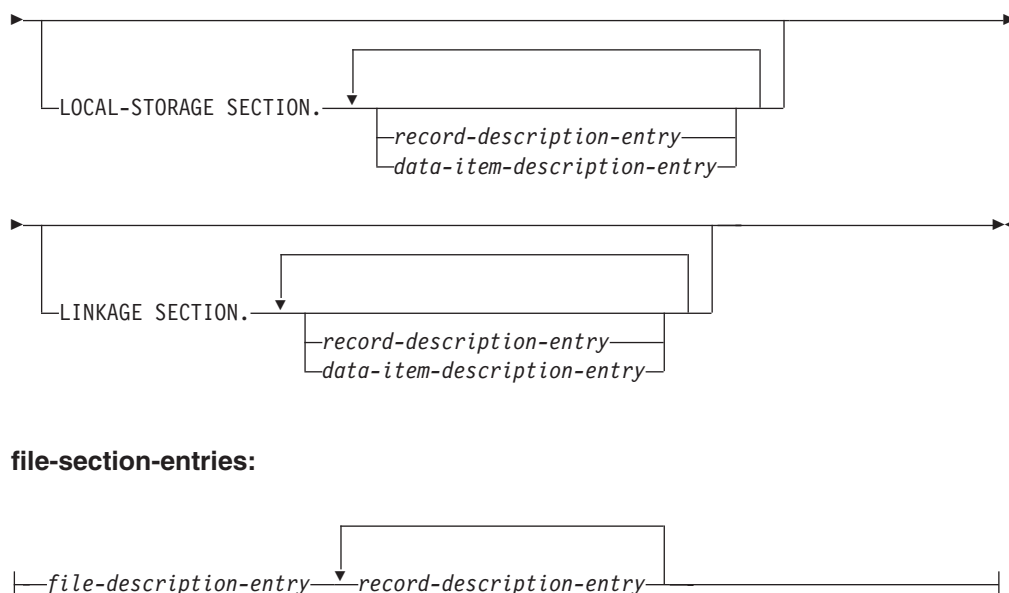 LOCAL-STORAGE SECTION.
record-description-entry
data-item-description-entry
LINKAGE SECTION.
record-description-entry
data-item-description-entry
file-section-entries:
file-description-entry record-description-entry